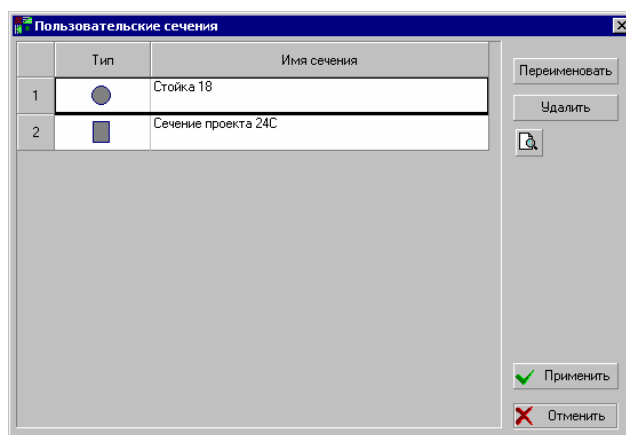 Пользовательские сечения
Тип Имя сечения
1 Стойка 18
2 Сечение проекта 24С
Переименовать
Удалить
Применить
Отменить